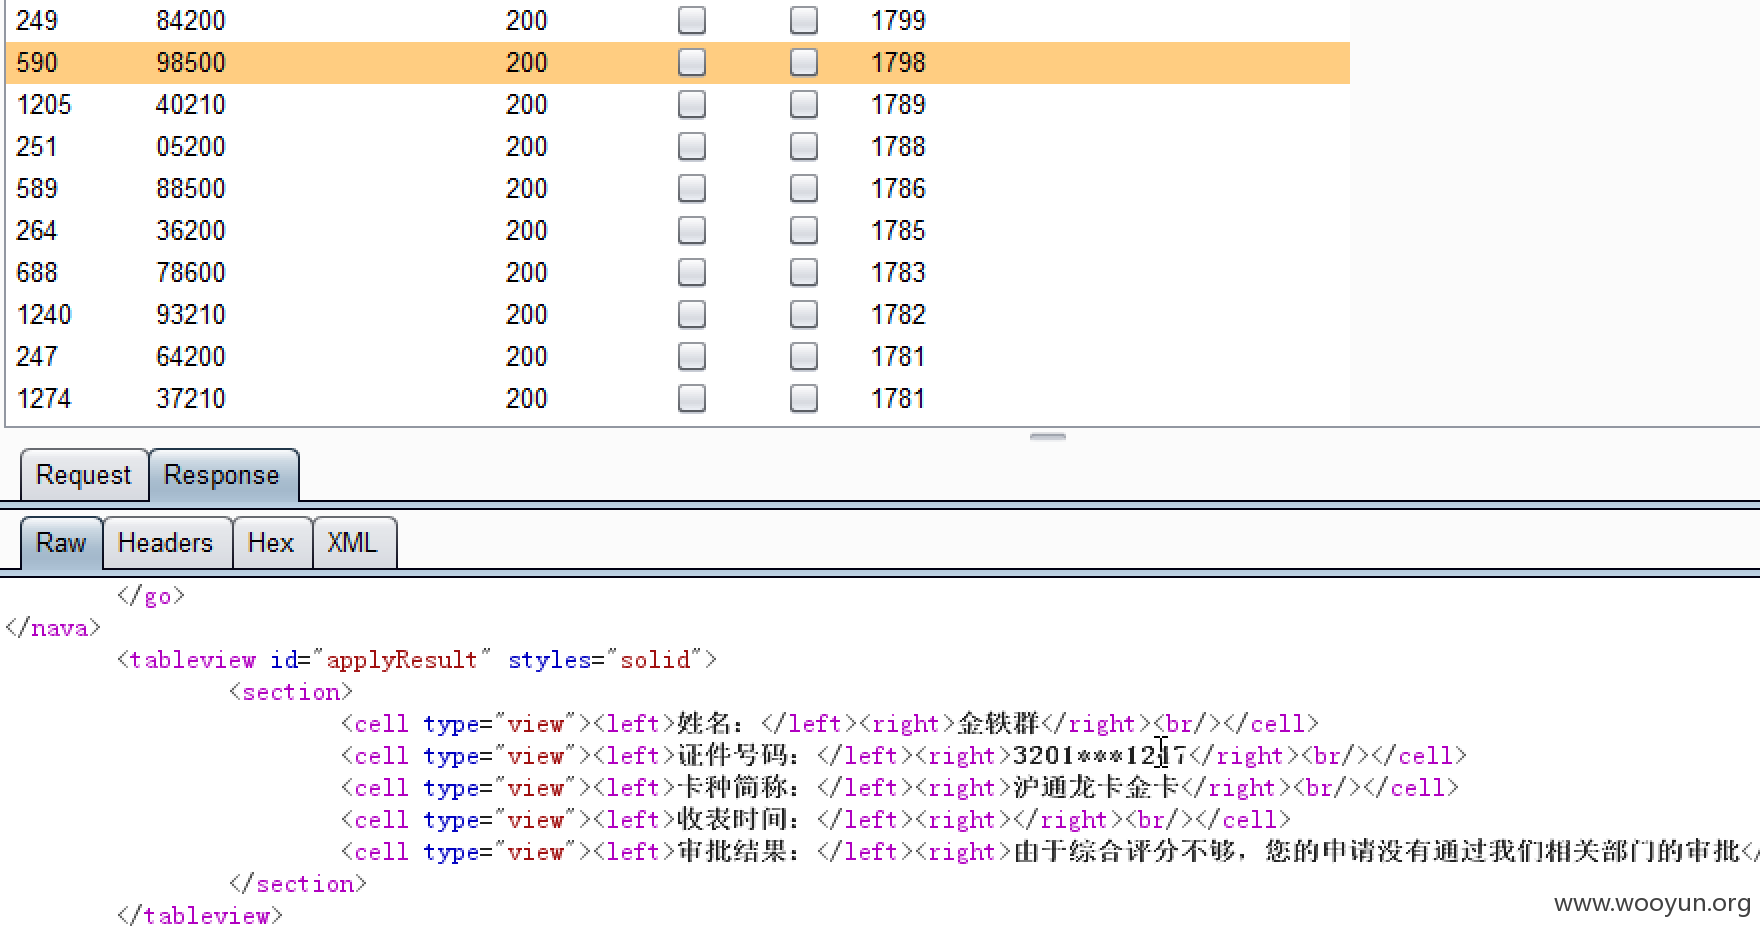 249 84200 200 1799
590 98500 200 1798
1205 40210 200 1789
251 05200 200 1788
589 88500 200 1786
264 36200 200 1785
688 78600 200 1783
1240 93210 200 1782
247 64200 200 1781
1274 37210 200 1781
Request Response
Raw Headers Hex XML
</go>
</nava>
<tableview id="applyResult" styles="solid">
<section>
<cell type="view"><left>姓名：</left><right>金轶群</right><br/></cell>
<cell type="view"><left>证件号码：</left><right>3201***1217</right><br/></cell>
<cell type="view"><left>卡种简称：</left><right>沪通龙卡金卡</right><br/></cell>
<cell type="view"><left>收表时间：</left><right></right><br/></cell>
<cell type="view"><left>审批结果：</left><right>由于综合评分不够，您的申请没有通过我们相关部门的审批</
</section>
</tableview>
www.wooyun.org